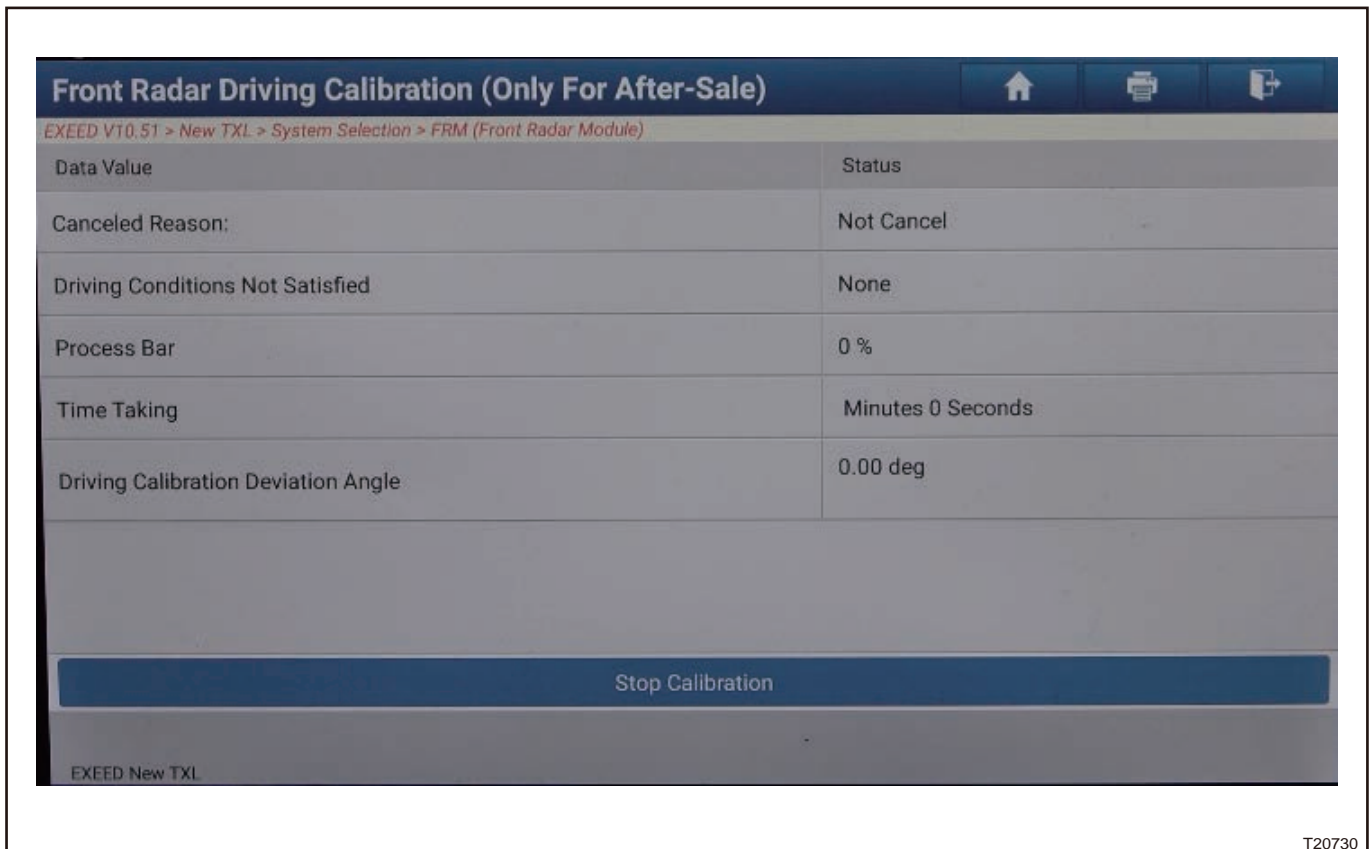 Front Radar Driving Calibration (Only For After-Sale)
EXEED V10.51 > New TXL > System Selection > FRM (Front Radar Module)
Data Value Status
Canceled Reason: Not Cancel
Driving Conditions Not Satisfied None
Process Bar 0 %
Time Taking Minutes 0 Seconds
Driving Calibration Deviation Angle 0.00 deg
Stop Calibration
EXEED New TXL
T20730